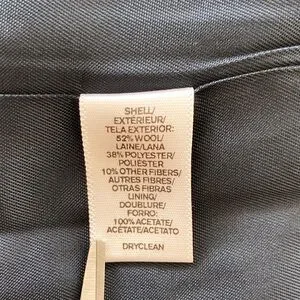 SHELL/
EXTÉRIEUR/
TELA EXTERIOR:
52% WOOL/
LAINE/LANA
38% POLYESTER/
POLIÉSTER
10% OTHER FIBERS/
AUTRES FIBRES/
OTRAS FIBRAS
LINING/
DOUBLURE/
FORRO:
100% ACETATE/
ACÉTATE/ACETATO
DRYCLEAN